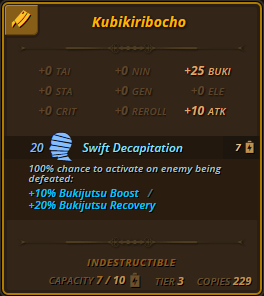 Kubikiribocho
+0 TAI +0 NIN +25 BUKI
+0 STA +0 GEN +0 ELE
+0 CRIT +0 REROLL +10 ATK
20 Swift Decapitation 7
100% chance to activate on enemy being
defeated:
+10% Bukijutsu Boost /
+20% Bukijutsu Recovery
INDESTRUCTIBLE
CAPACITY 7 / 10 TIER 3 COPIES 229